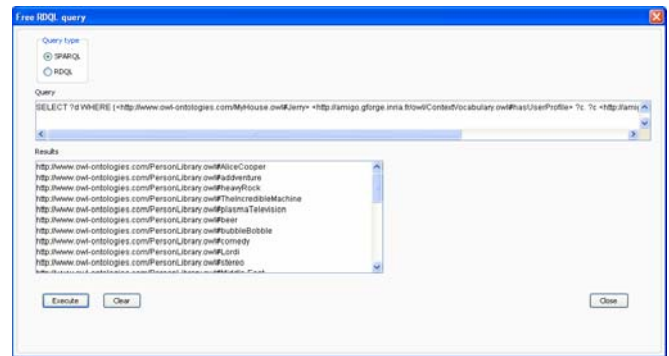 Free RDQL query
Query type
SPARQL
RDQL
Query
SELECT ?d WHERE {<http://www.owl-ontologies.com/MyHouse.owl#Jerry> <http://amigo.gforge.inria.fr/owl/ContextVocabulary.owl#hasUserProfile> ?c. ?c <http://amig
Results
http://www.owl-ontologies.com/PersonLibrary.owl#AliceCooper
http://www.owl-ontologies.com/PersonLibrary.owl#addventure
http://www.owl-ontologies.com/PersonLibrary.owl#heavyRock
http://www.owl-ontologies.com/PersonLibrary.owl#TheIncredibleMachine
http://www.owl-ontologies.com/PersonLibrary.owl#plasmaTelevision
http://www.owl-ontologies.com/PersonLibrary.owl#beer
http://www.owl-ontologies.com/PersonLibrary.owl#bubbleBobble
http://www.owl-ontologies.com/PersonLibrary.owl#comedy
http://www.owl-ontologies.com/PersonLibrary.owl#Lordi
http://www.owl-ontologies.com/PersonLibrary.owl#stereo
Execute
Clear
Close